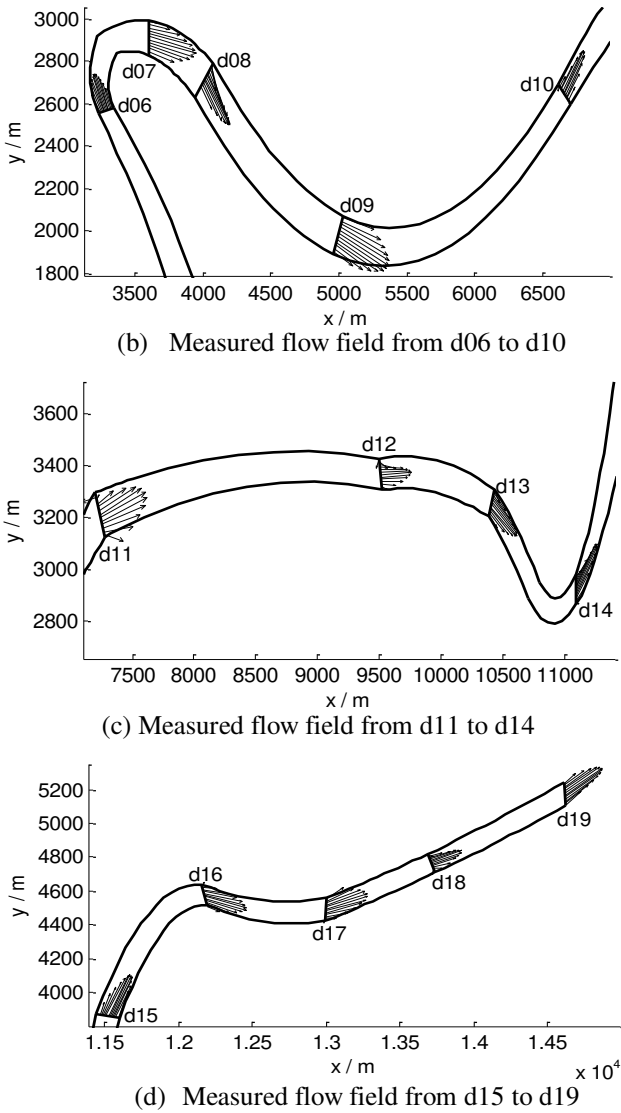 3000
2800
2600
2400
2200
2000
1800
y / m
d07
d08
d06
d10
d09
3500 4000 4500 5000 5500 6000 6500
x / m
(b) Measured flow field from d06 to d10
3600
3400
3200
3000
2800
y / m
d12
d13
d11
d14
7500 8000 8500 9000 9500 10000 10500 11000
x / m
(c) Measured flow field from d11 to d14
5200
5000
4800
4600
4400
4200
4000
y / m
d16
d19
d18
d17
d15
1.15 1.2 1.25 1.3 1.35 1.4 1.45
x / m
x 10⁴
(d) Measured flow field from d15 to d19